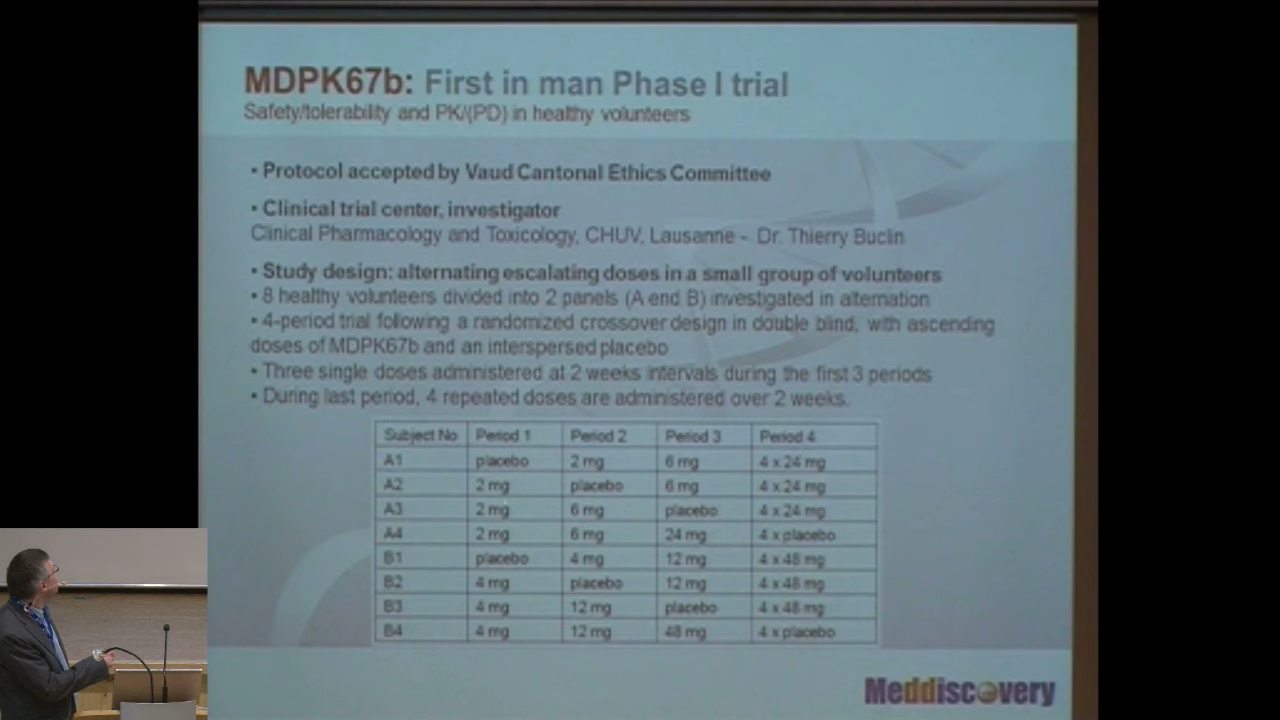 MDPK67b: First in man Phase I trial
Safety/tolerability and PK/(PD) in healthy volunteers
• Protocol accepted by Vaud Cantonal Ethics Committee
• Clinical trial center, investigator
Clinical Pharmacology and Toxicology, CHUV, Lausanne - Dr. Thierry Buclin
• Study design: alternating escalating doses in a small group of volunteers
• 8 healthy volunteers divided into 2 panels (A end B) investigated in alternation
• 4-period trial following a randomized crossover design in double blind, with ascending
doses of MDPK67b and an interspersed placebo
• Three single doses administered at 2 weeks intervals during the first 3 periods
• During last period, 4 repeated doses are administered over 2 weeks.
Subject No Period 1 Period 2 Period 3 Period 4
A1 placebo 2 mg 6 mg 4 x 24 mg
A2 2 mg placebo 6 mg 4 x 24 mg
A3 2 mg 6 mg placebo 4 x 24 mg
A4 2 mg 6 mg 24 mg 4 x placebo
B1 placebo 4 mg 12 mg 4 x 48 mg
B2 4 mg placebo 12 mg 4 x 48 mg
B3 4 mg 12 mg placebo 4 x 48 mg
B4 4 mg 12 mg 48 mg 4 x placebo
Meddiscovery